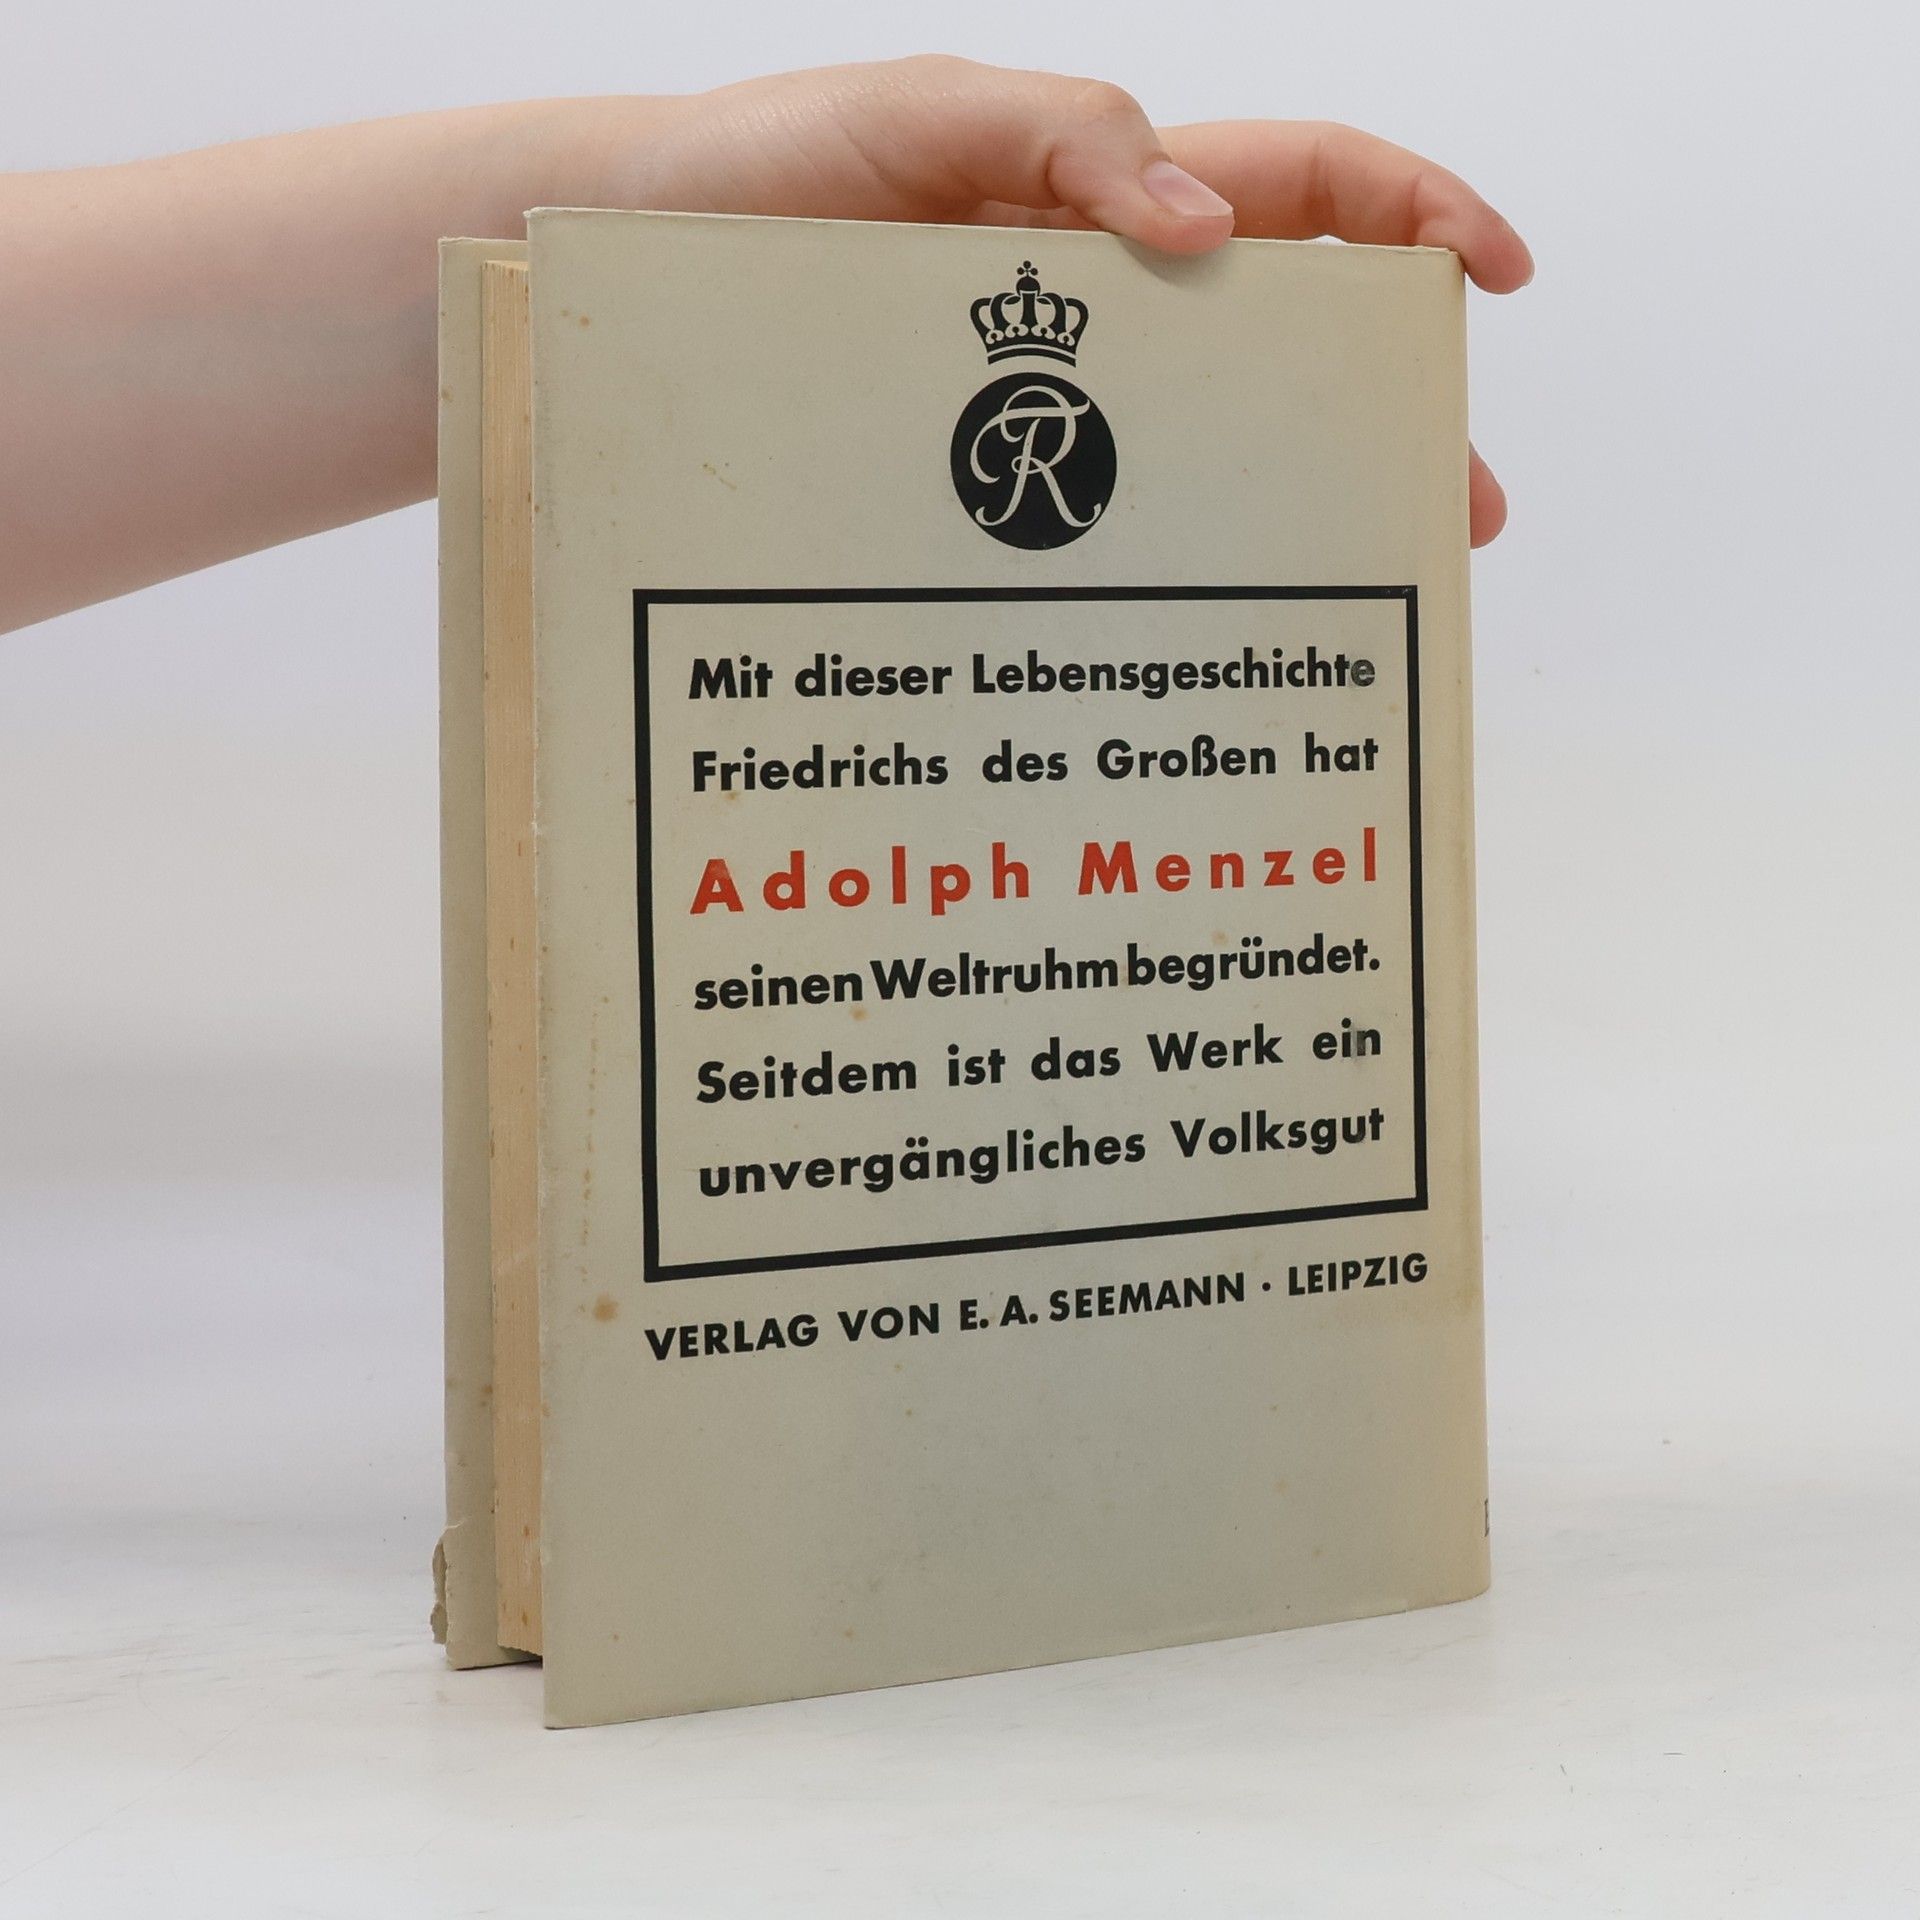 FR
Mit dieser Lebensgeschichte
Friedrichs des Großen hat
Adolph Menzel
seinen Weltruhm begründet.
Seitdem ist das Werk ein
unvergängliches Volksgut
VERLAG VON E. A. SEEMANN · LEIPZIG